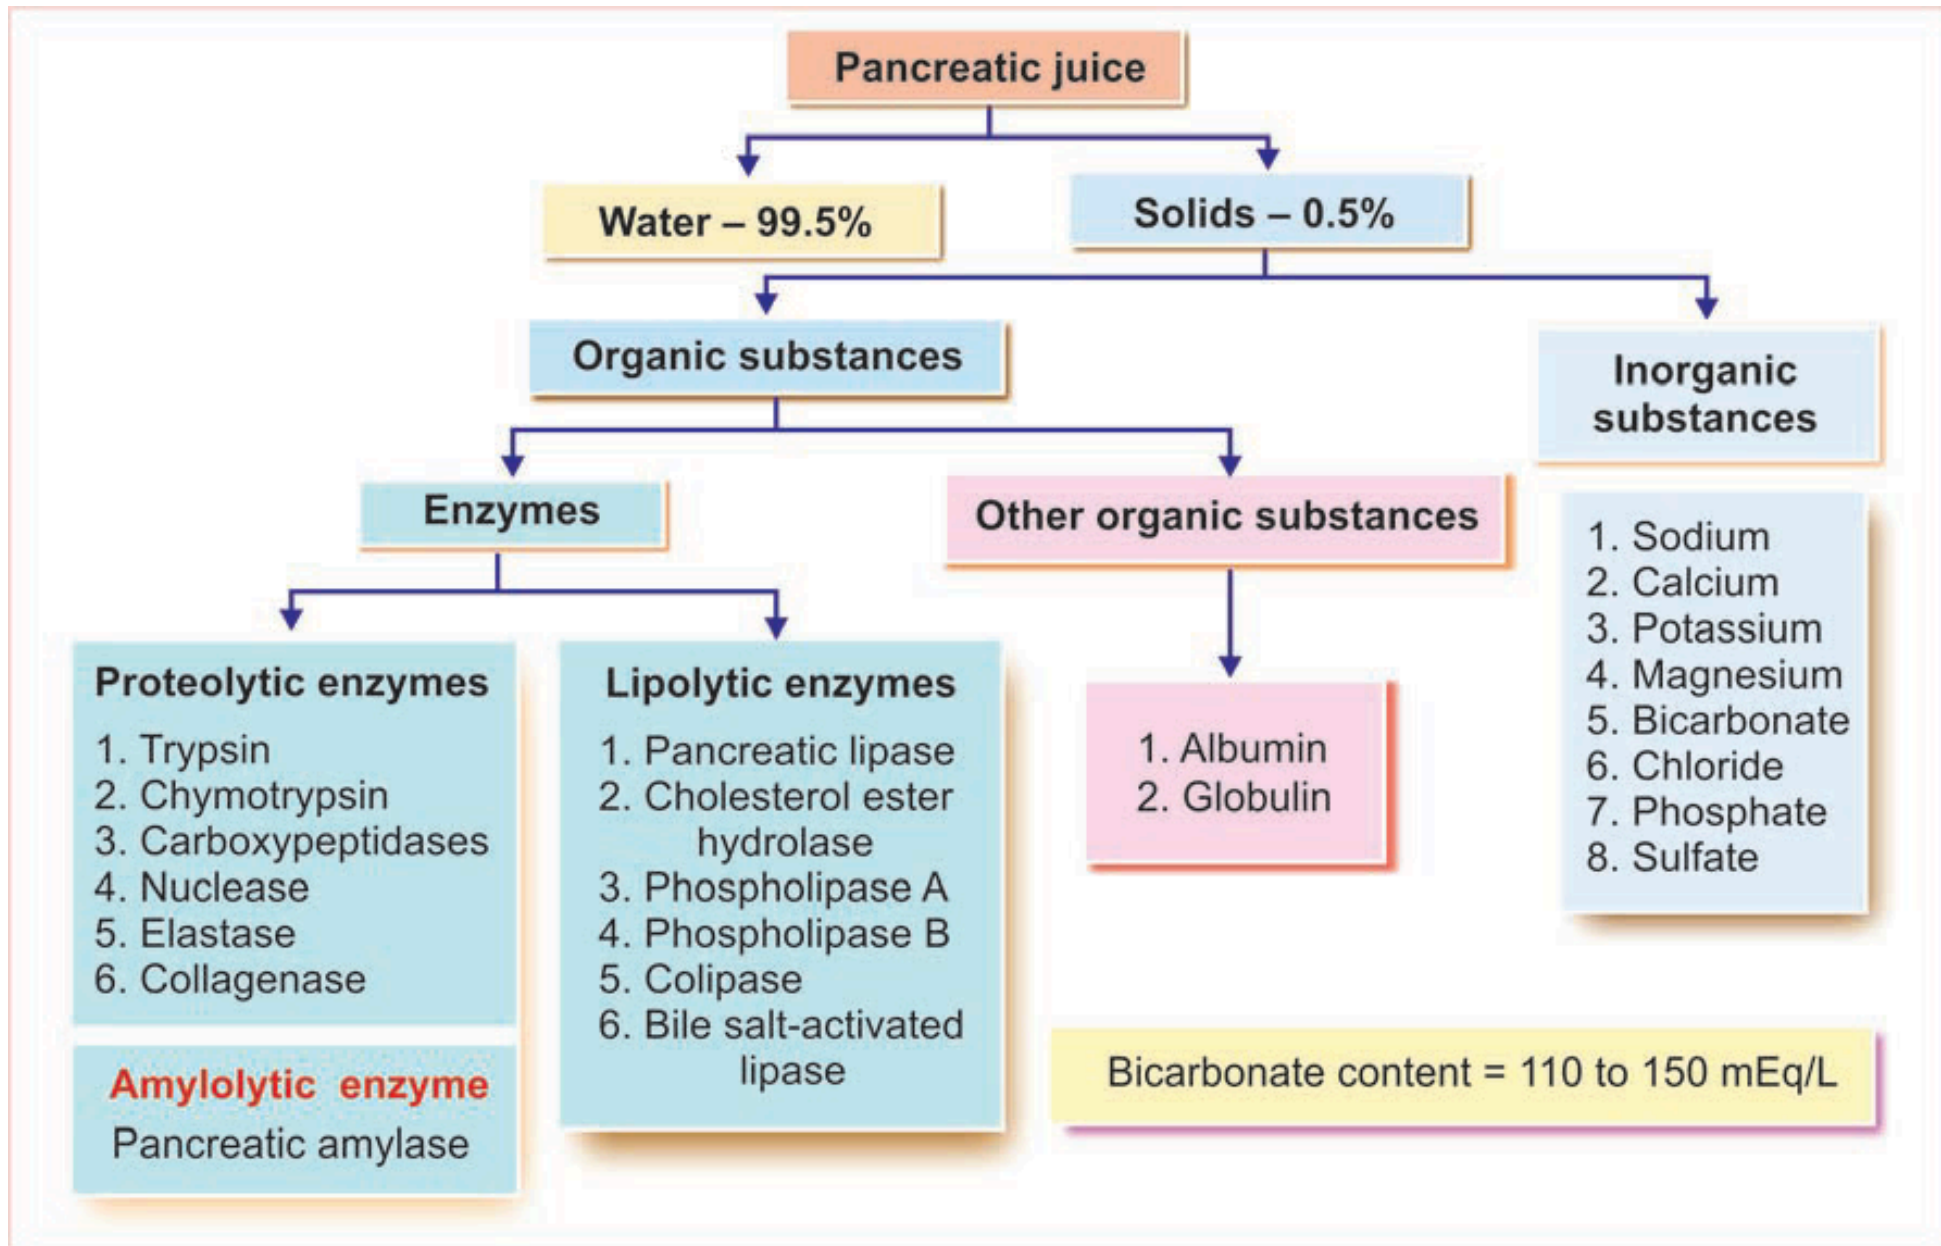 Pancreatic juice
Water – 99.5%
Solids – 0.5%
Organic substances
Inorganic
substances
Enzymes
Other organic substances
Proteolytic enzymes
1. Trypsin
2. Chymotrypsin
3. Carboxypeptidases
4. Nuclease
5. Elastase
6. Collagenase
Amylolytic enzyme
Pancreatic amylase
Lipolytic enzymes
1. Pancreatic lipase
2. Cholesterol ester
hydrolase
3. Phospholipase A
4. Phospholipase B
5. Colipase
6. Bile salt-activated
lipase
1. Albumin
2. Globulin
1. Sodium
2. Calcium
3. Potassium
4. Magnesium
5. Bicarbonate
6. Chloride
7. Phosphate
8. Sulfate
Bicarbonate content = 110 to 150 mEq/L